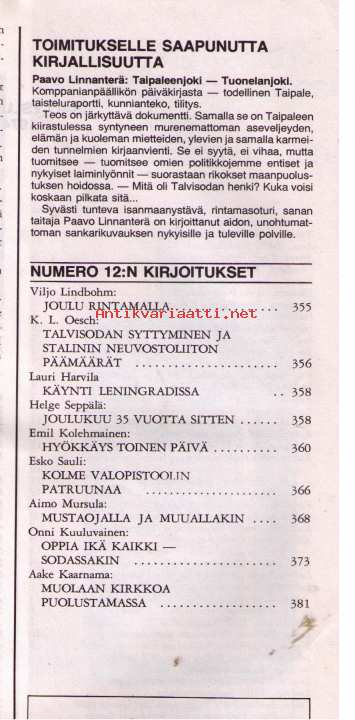 TOIMITUKSELLE SAAPUNUTTA
KIRJALLISUUTTA
Paavo Linnanterä: Taipaleenjoki — Tuonelanjoki.
Komppanianpäällikön päiväkirjasta — todellinen Taipale,
taisteluraportti, kunnianteko, tilitys.
Teos on järkyttävä dokumentti. Samalla se on Taipaleen
kiirastulessa syntyneen murenemattoman aseveljeyden,
elämän ja kuoleman mietteiden, ylevien ja samalla karmei-
den tunnelmien kirjaanvienti. Se ei syytä, ei vihaa, mutta
tuomitsee — tuomitsee omien politikkojemme entiset ja
nykyiset laiminlyönnit — suorastaan rikokset maanpuolus-
tuksen hoidossa. — Mitä oli Talvisodan henki? Kuka voisi
koskaan pilkata sitä...
Syvästi tunteva isänmaanystävä, rintamasoturi, sanan
taitaja Paavo Linnanterä on kirjoittanut aidon, unohtumat-
toman sankarikuvauksen nykyisille ja tuleville polville.
NUMERO 12:N KIRJOITUKSET
Viljo Lindbohm:
JOULU RINTAMALLA.......... 355
Antikvariaatti.net
K. L. Oesch:
TALVISODAN SYTTYMINEN JA
STALININ NEUVOSTOLIITON
PÄÄMÄÄRÄT .................. 356
Lauri Harvila
KÄYNTI LENINGRADISSA .. 358
Helge Seppälä:
JOULUKUU 35 VUOTTA SITTEN ...... 358
Emil Kolehmainen:
HYÖKKÄYS TOINEN PÄIVÄ .......... 360
Esko Sauli:
KOLME VALOPISTOOLIN
PATRUUNAA .................. 366
Aimo Mursula:
MUSTAOJALLA JA MUUALLAKIN .... 368
Onni Kuuluvainen:
OPPIA IKÄ KAIKKI —
SODASSAKIN .................. 373
Aake Kaarnama:
MUOLAAN KIRKKOA
PUOLUSTAMASSA .................. 381